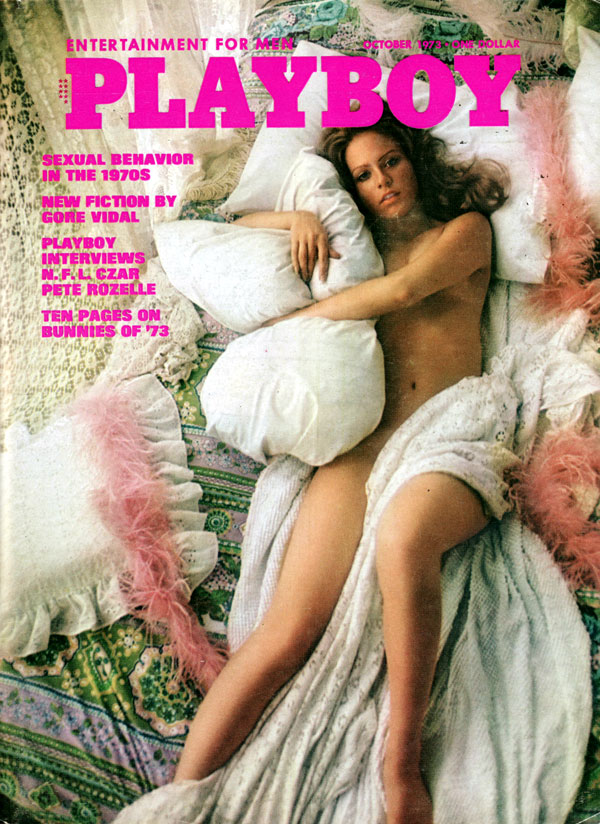 ENTERTAINMENT FOR MEN
OCTOBER 1973 • ONE DOLLAR
PLAYBOY
SEXUAL BEHAVIOR
IN THE 1970S
NEW FICTION BY
GORE VIDAL
PLAYBOY
INTERVIEWS
N.F.L. CZAR
PETE ROZELLE
TEN PAGES ON
BUNNIES OF '73